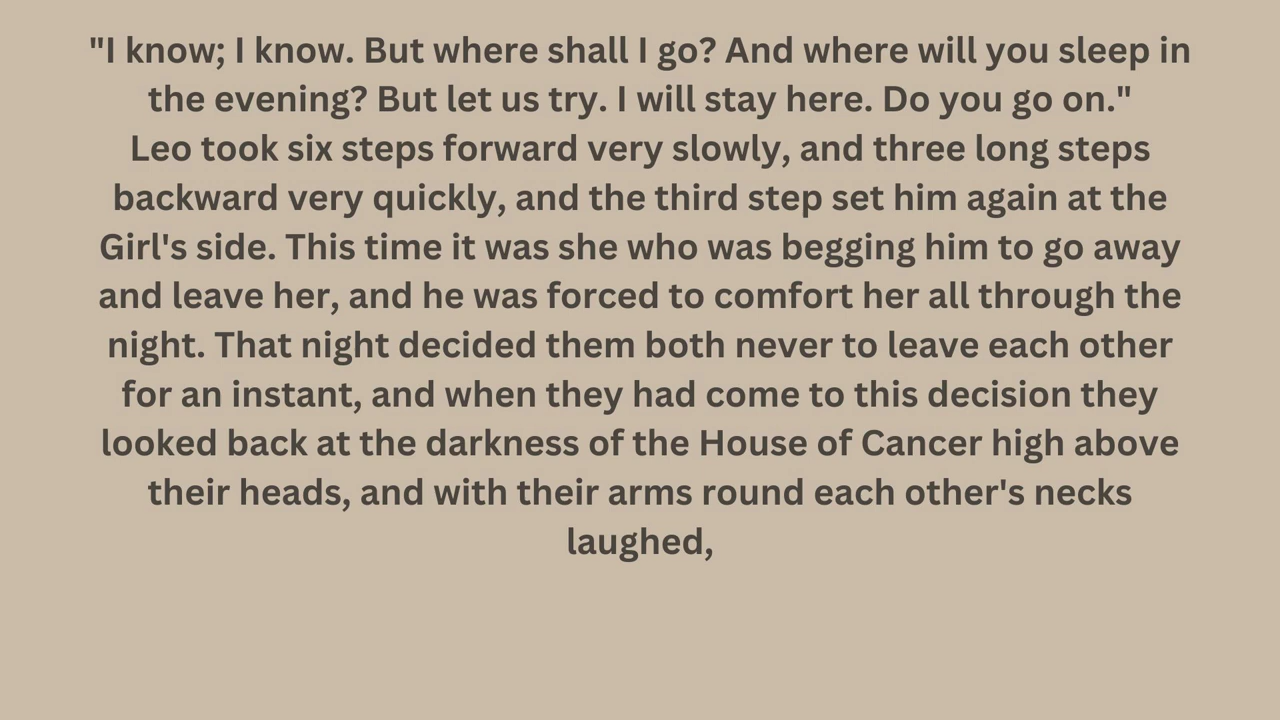 "I know; I know. But where shall I go? And where will you sleep in
the evening? But let us try. I will stay here. Do you go on."
Leo took six steps forward very slowly, and three long steps
backward very quickly, and the third step set him again at the
Girl's side. This time it was she who was begging him to go away
and leave her, and he was forced to comfort her all through the
night. That night decided them both never to leave each other
for an instant, and when they had come to this decision they
looked back at the darkness of the House of Cancer high above
their heads, and with their arms round each other's necks
laughed,